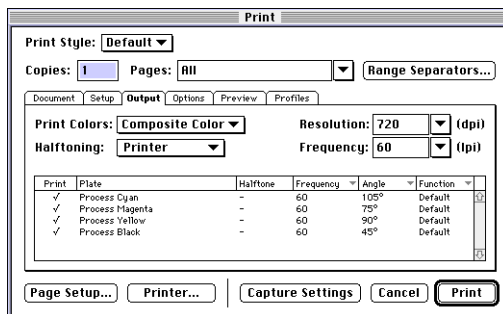 Print
Print Style: Default
Copies: 1 Pages: All Range Separators...
Document Setup Output Options Preview Profiles
Print Colors: Composite Color Resolution: 720 (dpi)
Halftoning: Printer Frequency: 60 (lpi)
Print Plate Halftone Frequency Angle Function
✓ Process Cyan - 60 105° Default
✓ Process Magenta - 60 75° Default
✓ Process Yellow - 60 90° Default
✓ Process Black - 60 45° Default
Page Setup... Printer... Capture Settings Cancel Print